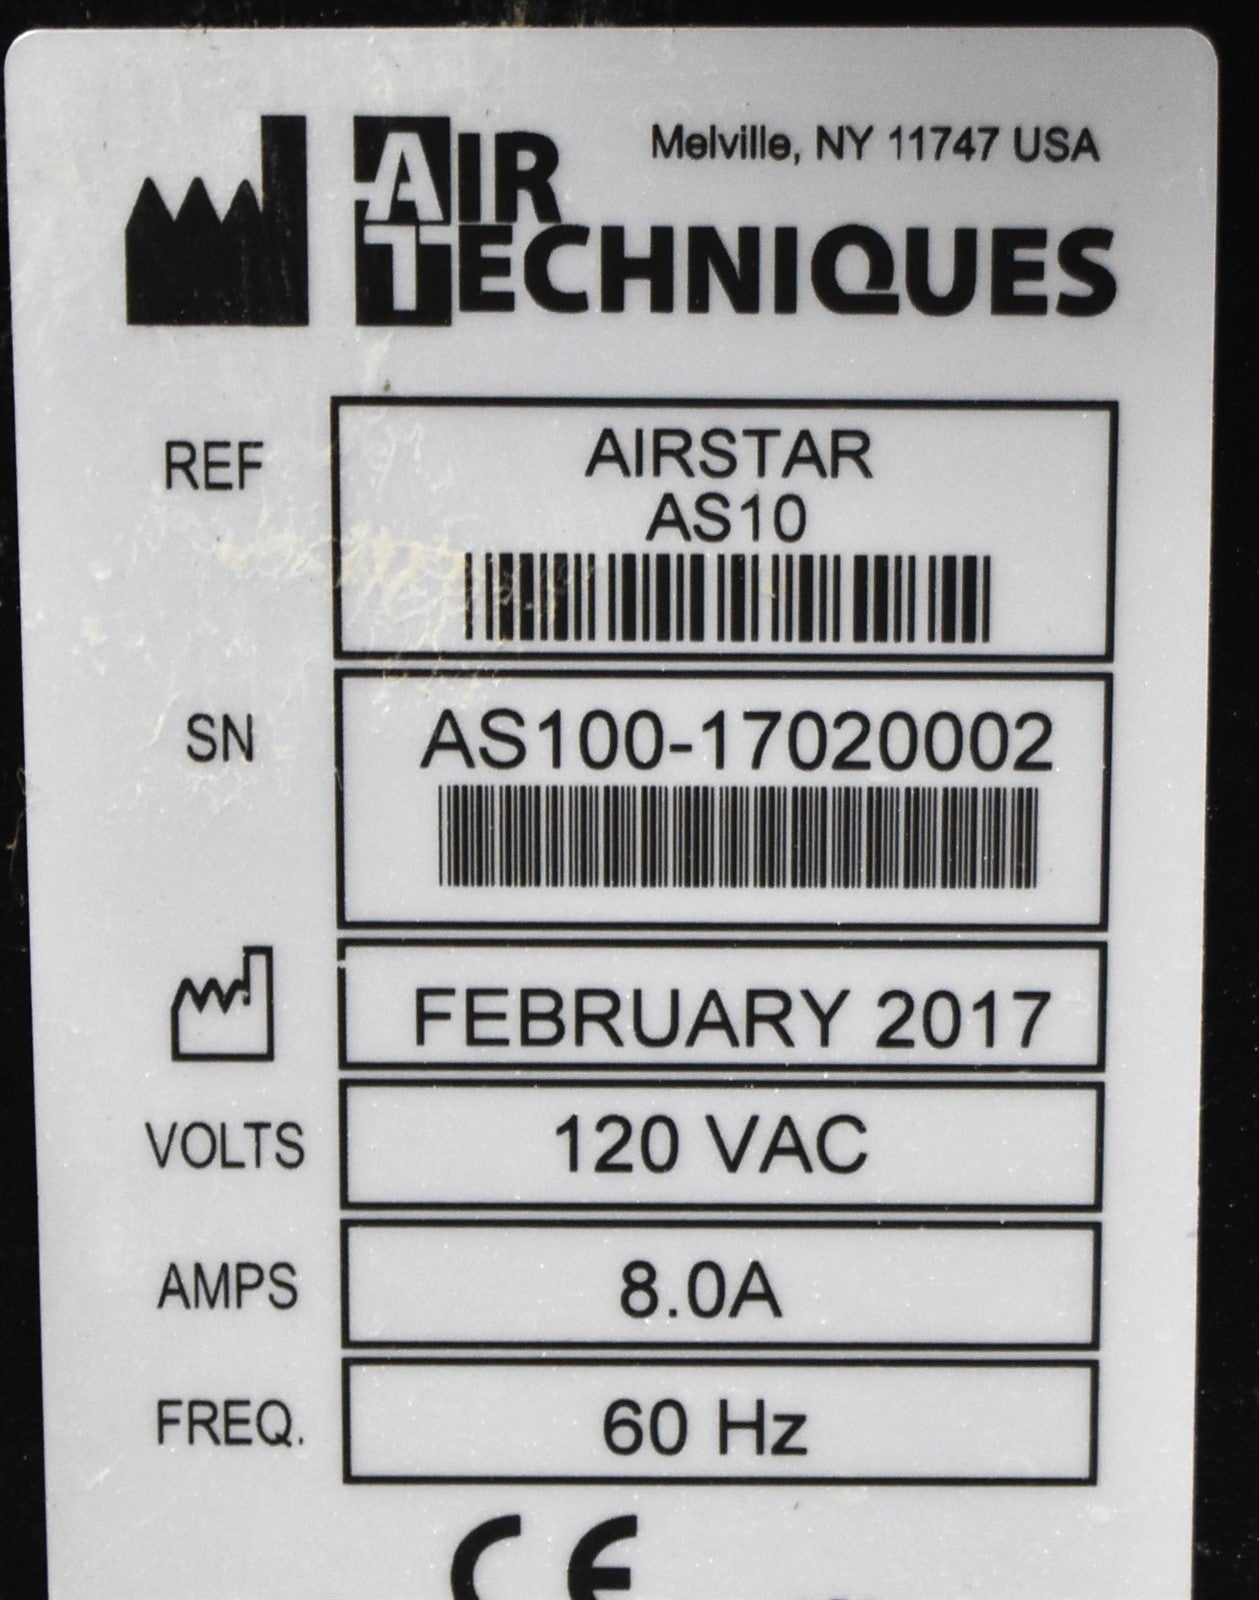 Melville, NY 11747 USA
AIR
TECHNIQUES
REF
AIRSTAR
AS10
SN
AS100-17020002
FEBRUARY 2017
VOLTS
120 VAC
AMPS
8.0A
FREQ.
60 Hz
CE